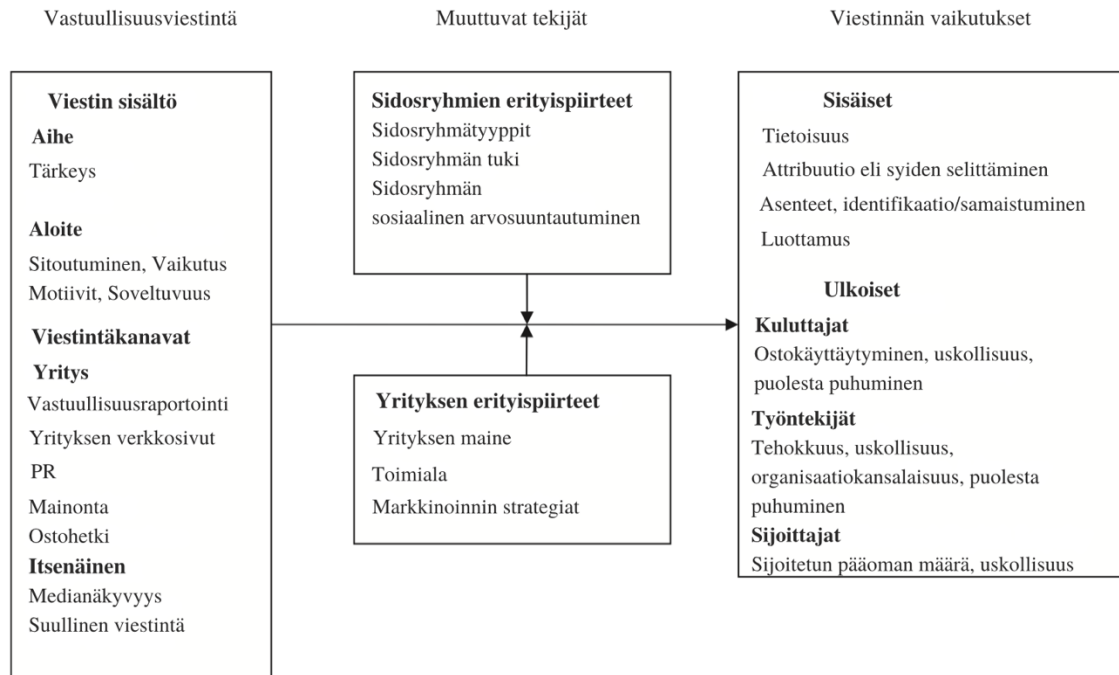 Vastuullisuusviestintä
Muuttuvat tekijät
Viestinnän vaikutukset
Viestin sisältö
Aihe
Tärkeys
Aloite
Sitoutuminen, Vaikutus
Motiivit, Soveltuvuus
Viestintäkanavat
Yritys
Vastuullisuusraportointi
Yrityksen verkkosivut
PR
Mainonta
Ostohetki
Itsenäinen
Medianäkyvyys
Suullinen viestintä
Sidosryhmien erityispiirteet
Sidosryhmätyyppit
Sidosryhmän tuki
Sidosryhmän
sosiaalinen arvosuuntautuminen
Yrityksen erityispiirteet
Yrityksen maine
Toimiala
Markkinoinnin strategiat
Sisäiset
Tietoisuus
Attribuutio eli syiden selittäminen
Asenteet, identifikaatio/samaistuminen
Luottamus
Ulkoiset
Kuluttajat
Ostokäyttäytyminen, uskollisuus,
puolesta puhuminen
Työntekijät
Tehokkuus, uskollisuus,
organisaatiokansalaisuus, puolesta
puhuminen
Sijoittajat
Sijoitetun pääoman määrä, uskollisuus